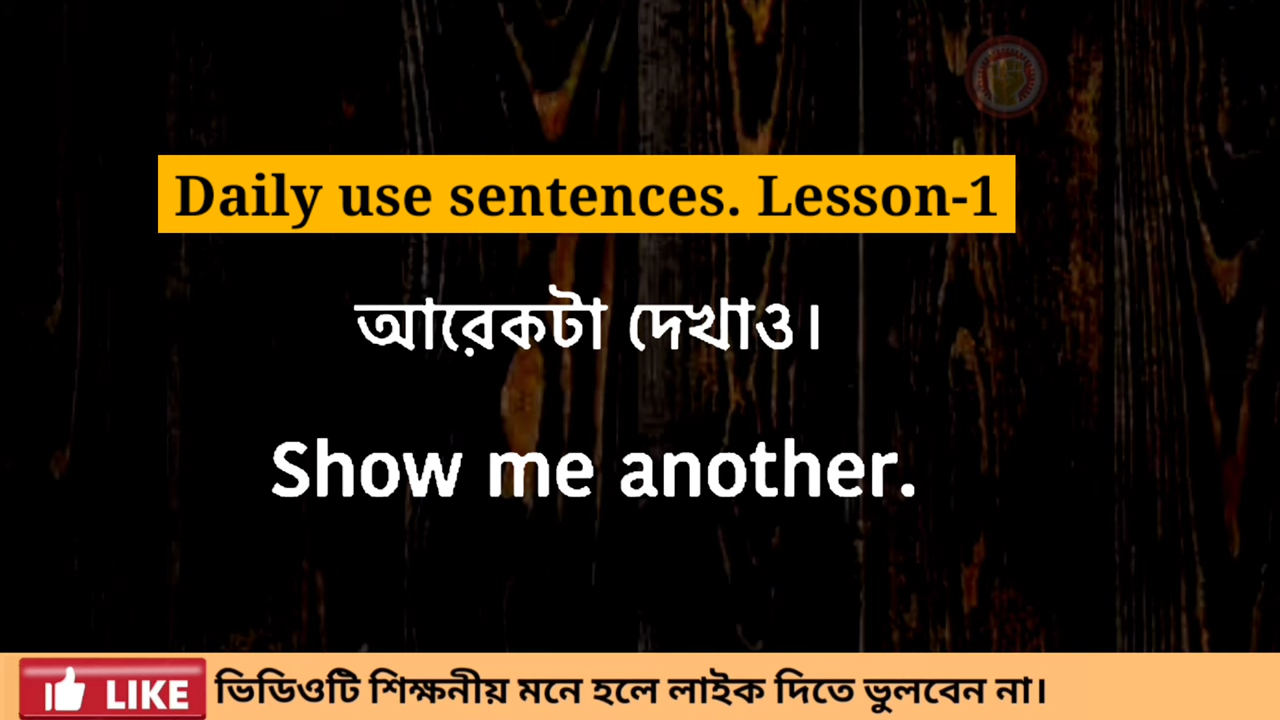 Daily use sentences. Lesson-1
আরেকটা দেখাও।
Show me another.
LIKE ভিডিওটি শিক্ষনীয় মনে হলে লাইক দিতে ভুলবেন না।